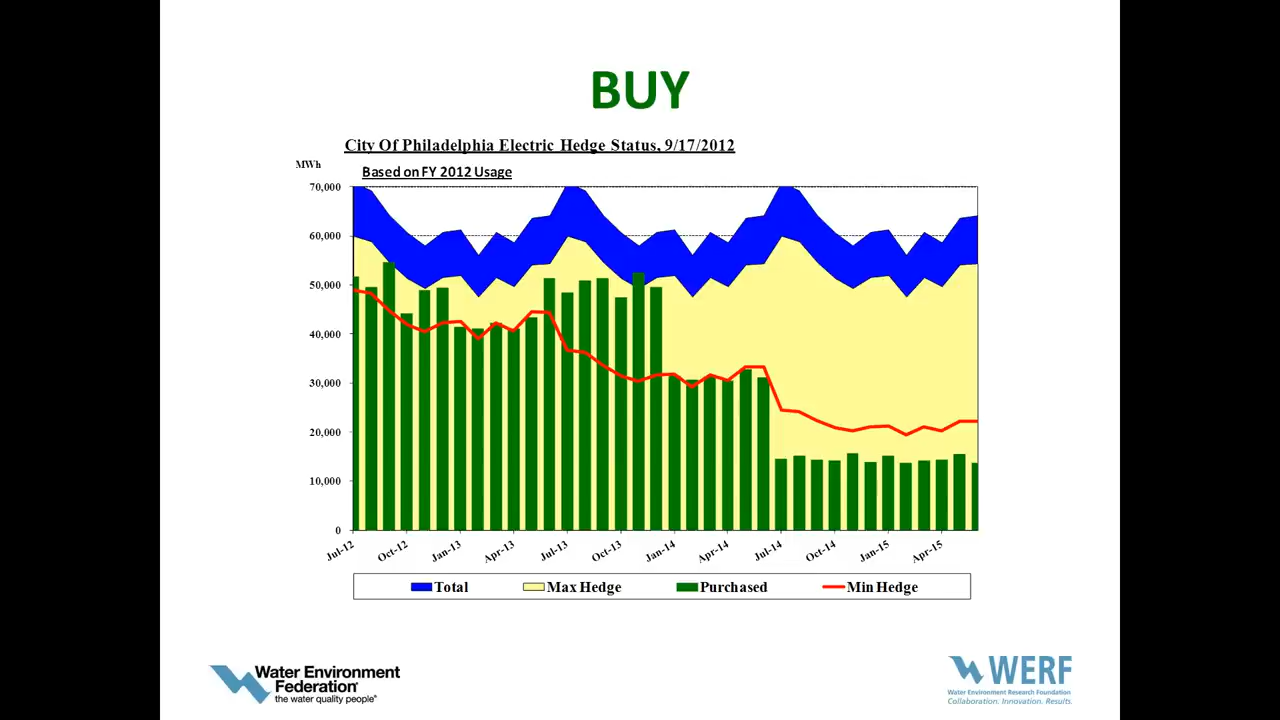 BUY
City Of Philadelphia Electric Hedge Status, 9/17/2012
MWh
Based on FY 2012 Usage
70,000
60,000
50,000
40,000
30,000
20,000
10,000
0
Jul-12 Oct-12 Jan-13 Apr-13 Jul-13 Oct-13 Jan-14 Apr-14 Jul-14 Oct-14 Jan-15 Apr-15
Total Max Hedge Purchased Min Hedge
Water Environment
Federation®
the water quality people®
WERF
Water Environment Research Foundation
Collaboration. Innovation. Results.